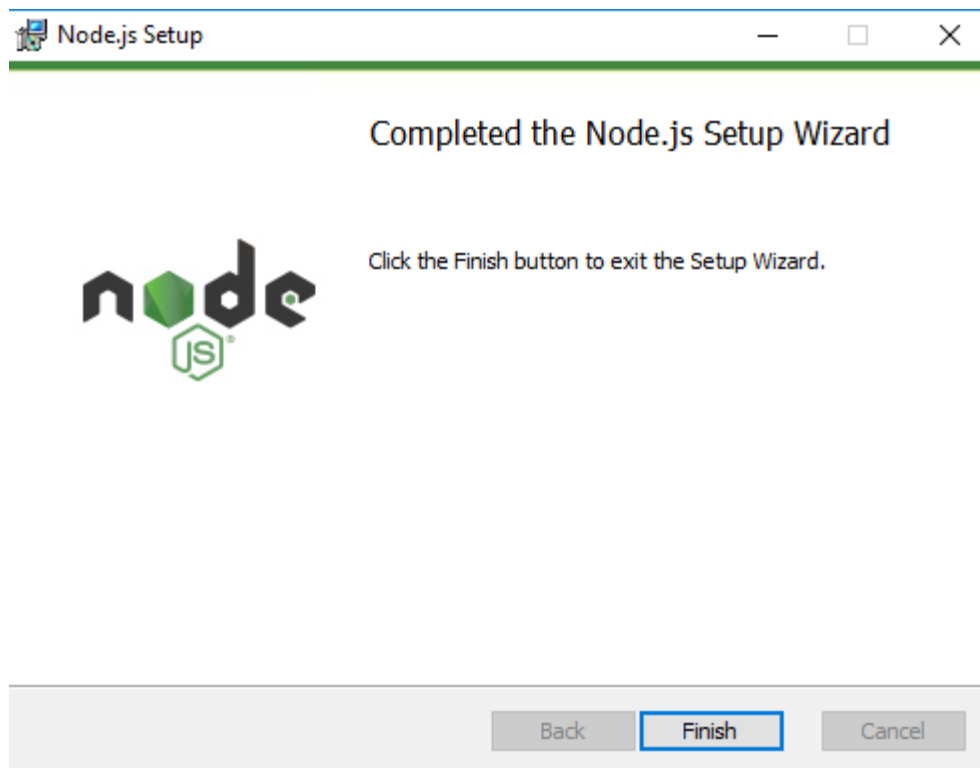 Node.js Setup
Completed the Node.js Setup Wizard
Click the Finish button to exit the Setup Wizard.
node
JS®
Back Finish Cancel